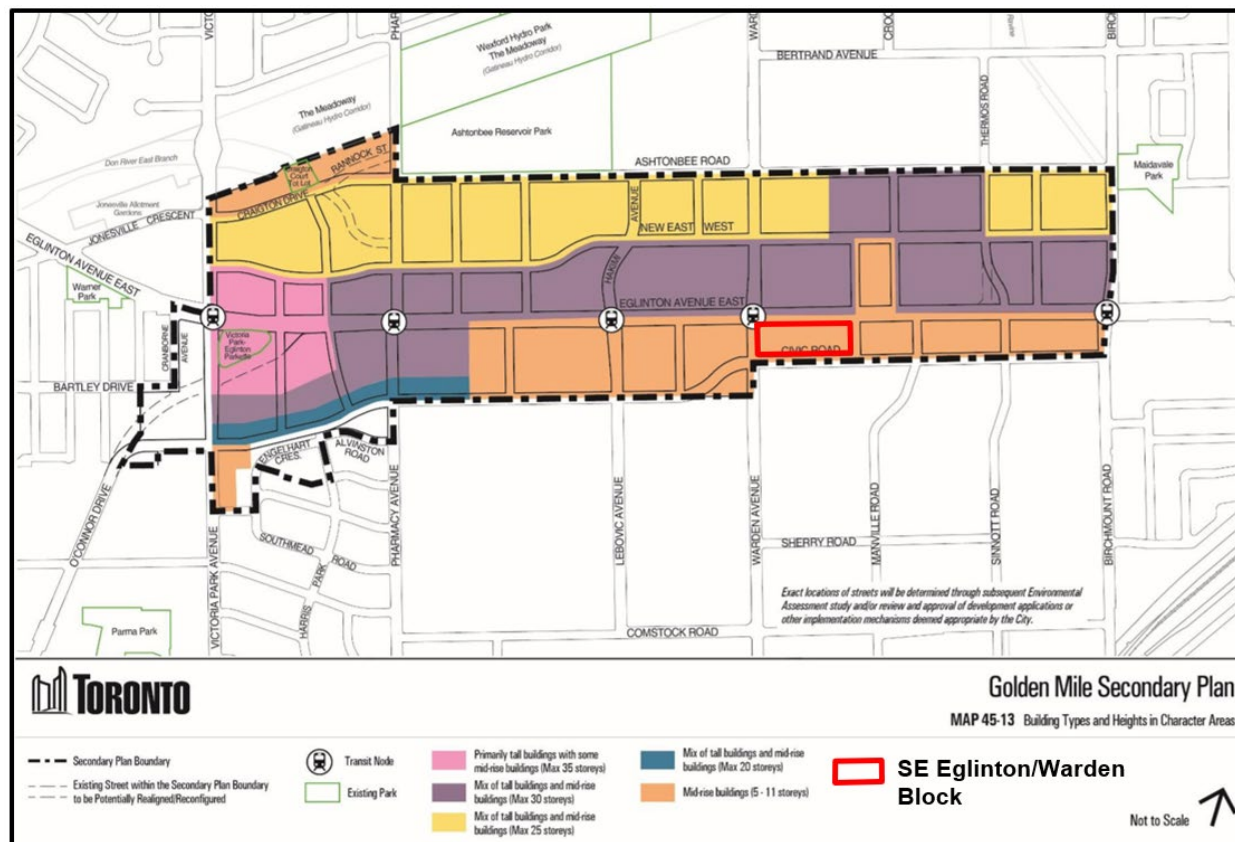 VICTO
PHAR
WARD
CROC
BIRCH
Ravine
Wexford Hydro Park
The Meadoway
(Gatineau Hydro Corridor)
BERTRAND AVENUE
The Meadoway
(Gatineau Hydro Corridor)
Ashtonbee Reservoir Park
THERMOS ROAD
Don River East Branch
RANNOCK ST.
Craigton
Court
Tot Lot
ASHTONBEE ROAD
Maidavale
Park
Jonesville Allotment
Gardens
JONESVILLE CRESCENT
CRAIGTON DRIVE
AVENUE
NEW EAST WEST
EGLINTON AVENUE EAST
HAKIMI
Warner
Park
EGLINTON AVENUE EAST
CRANBORNE
AVENUE
Victoria
Park-
Eglinton
Parkette
CIVIC ROAD
BARTLEY DRIVE
ENGELHART
CRES.
ALVINSTON
ROAD
O'CONNOR DRIVE
VICTORIA PARK AVENUE
PHARMACY AVENUE
LEBOVIC AVENUE
WARDEN AVENUE
MANVILLE ROAD
SINNOTT ROAD
BIRCHMOUNT ROAD
SOUTHMEAD ROAD
HARRIS PARK
SHERRY ROAD
Exact locations of streets will be determined through subsequent Environmental
Assessment study and/or review and approval of development applications or
other implementation mechanisms deemed appropriate by the City.
Parma Park
COMSTOCK ROAD
TORONTO
Golden Mile Secondary Plan
MAP 45-13 Building Types and Heights in Character Areas
Secondary Plan Boundary
Existing Street within the Secondary Plan Boundary
to be Potentially Realigned/Reconfigured
Transit Node
Existing Park
Primarily tall buildings with some
mid-rise buildings (Max 35 storeys)
Mix of tall buildings and mid-rise
buildings (Max 30 storeys)
Mix of tall buildings and mid-rise
buildings (Max 25 storeys)
Mix of tall buildings and mid-rise
buildings (Max 20 storeys)
Mid-rise buildings (5 - 11 storeys)
SE Eglinton/Warden
Block
Not to Scale